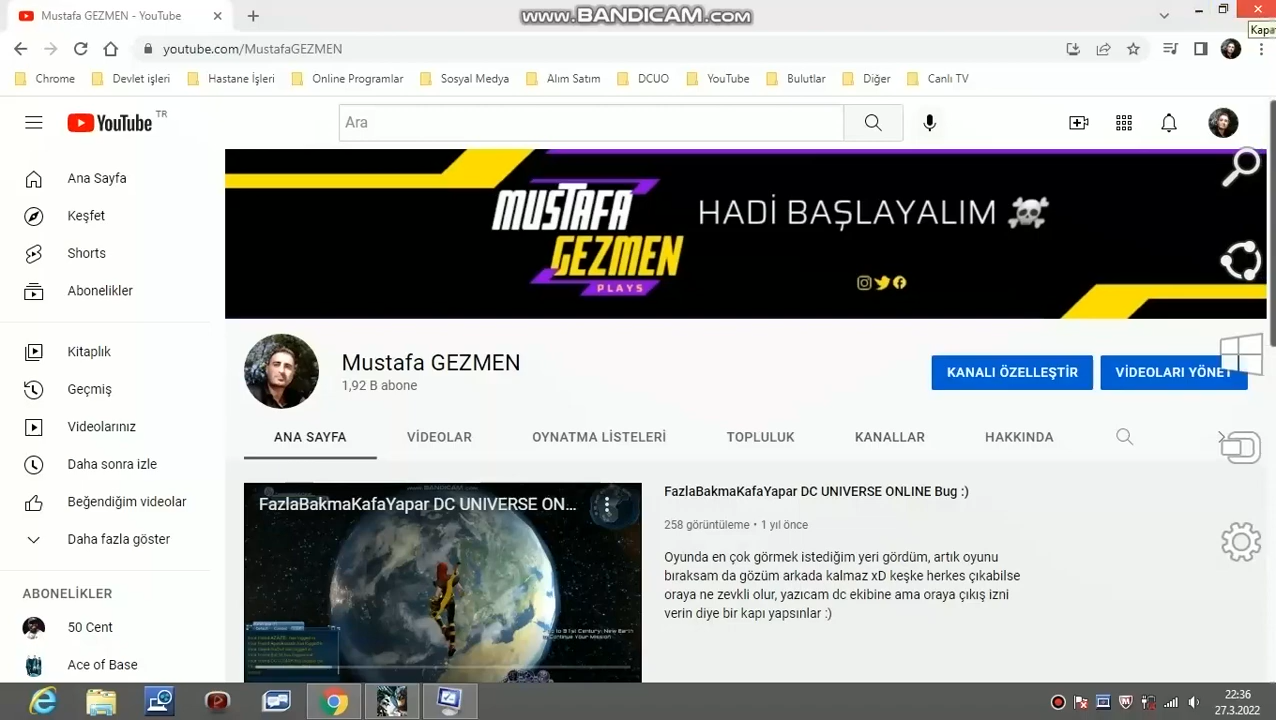 Mustafa GEZMEN - YouTube
www.BANDICAM.com
Kapa
youtube.com/MustafaGEZMEN
Chrome
Devlet işleri
Hastane İşleri
Online Programlar
Sosyal Medya
Alım Satım
DCUO
YouTube
Bulutlar
Diğer
Canlı TV
YouTube TR
Ara
Ana Sayfa
Keşfet
Shorts
Abonelikler
Kitaplık
Geçmiş
Videolarınız
Daha sonra izle
Beğendiğim videolar
Daha fazla göster
ABONELİKLER
50 Cent
Ace of Base
MUSTAFA
GEZMEN
PLAYS
HADİ BAŞLAYALIM
Mustafa GEZMEN
1,92 B abone
KANALI ÖZELLEŞTİR
VİDEOLARI YÖNET
ANA SAYFA
VİDEOLAR
OYNATMA LİSTELERİ
TOPLULUK
KANALLAR
HAKKINDA
FazlaBakmaKafaYapar DC UNIVERSE ON...
FazlaBakmaKafaYapar DC UNIVERSE ONLINE Bug :)
258 görüntüleme • 1 yıl önce
Oyunda en çok görmek istediğim yeri gördüm, artık oyunu
bıraksam da gözüm arkada kalmaz xD keşke herkes çıkabilse
oraya ne zevkli olur, yazıcam dc ekibine ama oraya çıkış izni
verin diye bir kapı yapsınlar :)
22:36
27.3.2022